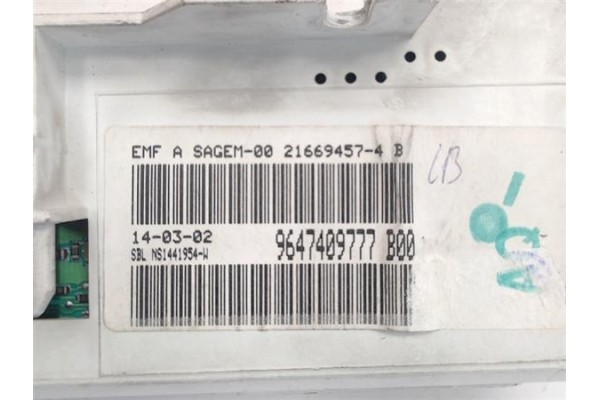 EMF A SAGEM-00 21669457-4 B
14-03-02
SBL NS1441954-W
9647409777 B00